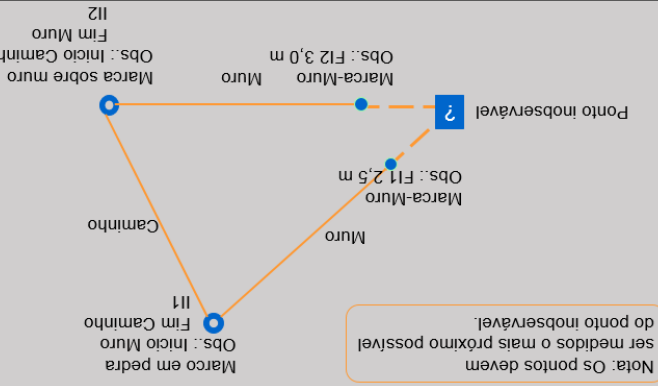 Nota: Os pontos devem
ser medidos o mais próximo possível
do ponto inobservável.
Marco em pedra
Obs.: Inicio Muro
Fim Caminho
II1
Muro
Caminho
Marca-Muro
Obs.: FI1 2,5 m
Ponto inobservável
?
Marca-Muro
Obs.: FI2 3,0 m
Muro
Marca sobre muro
Obs.: Inicio Caminh
Fim Muro
II2